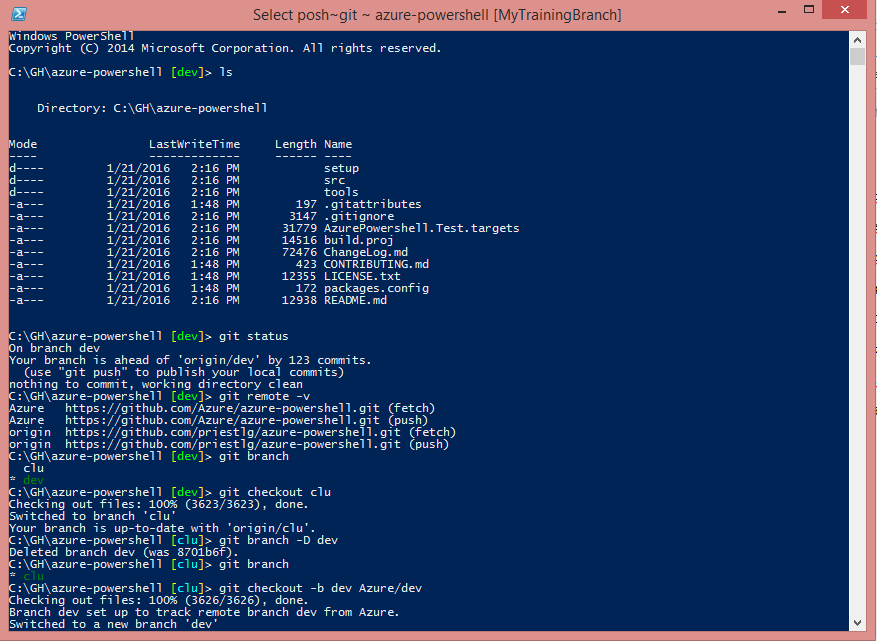 Select posh~git ~ azure-powershell [MyTrainingBranch]
Windows PowerShell
Copyright (C) 2014 Microsoft Corporation. All rights reserved.
C:\GH\azure-powershell [dev]> ls
Directory: C:\GH\azure-powershell
Mode                LastWriteTime     Length Name
----                -------------     ------ ----
d----         1/21/2016   2:16 PM            setup
d----         1/21/2016   2:16 PM            src
d----         1/21/2016   2:16 PM            tools
-a---         1/21/2016   1:48 PM        197 .gitattributes
-a---         1/21/2016   2:16 PM       3147 .gitignore
-a---         1/21/2016   2:16 PM      31779 AzurePowershell.Test.targets
-a---         1/21/2016   2:16 PM      14516 build.proj
-a---         1/21/2016   2:16 PM      72476 ChangeLog.md
-a---         1/21/2016   1:48 PM        423 CONTRIBUTING.md
-a---         1/21/2016   1:48 PM      12355 LICENSE.txt
-a---         1/21/2016   1:48 PM        172 packages.config
-a---         1/21/2016   2:16 PM      12938 README.md
C:\GH\azure-powershell [dev]> git status
On branch dev
Your branch is ahead of 'origin/dev' by 123 commits.
  (use "git push" to publish your local commits)
nothing to commit, working directory clean
C:\GH\azure-powershell [dev]> git remote -v
Azure   https://github.com/Azure/azure-powershell.git (fetch)
Azure   https://github.com/Azure/azure-powershell.git (push)
origin  https://github.com/priestlg/azure-powershell.git (fetch)
origin  https://github.com/priestlg/azure-powershell.git (push)
C:\GH\azure-powershell [dev]> git branch
  clu
* dev
C:\GH\azure-powershell [dev]> git checkout clu
Checking out files: 100% (3623/3623), done.
Switched to branch 'clu'
Your branch is up-to-date with 'origin/clu'.
C:\GH\azure-powershell [clu]> git branch -D dev
Deleted branch dev (was 8701b6f).
C:\GH\azure-powershell [clu]> git branch
* clu
C:\GH\azure-powershell [clu]> git checkout -b dev Azure/dev
Checking out files: 100% (3626/3626), done.
Branch dev set up to track remote branch dev from Azure.
Switched to a new branch 'dev'